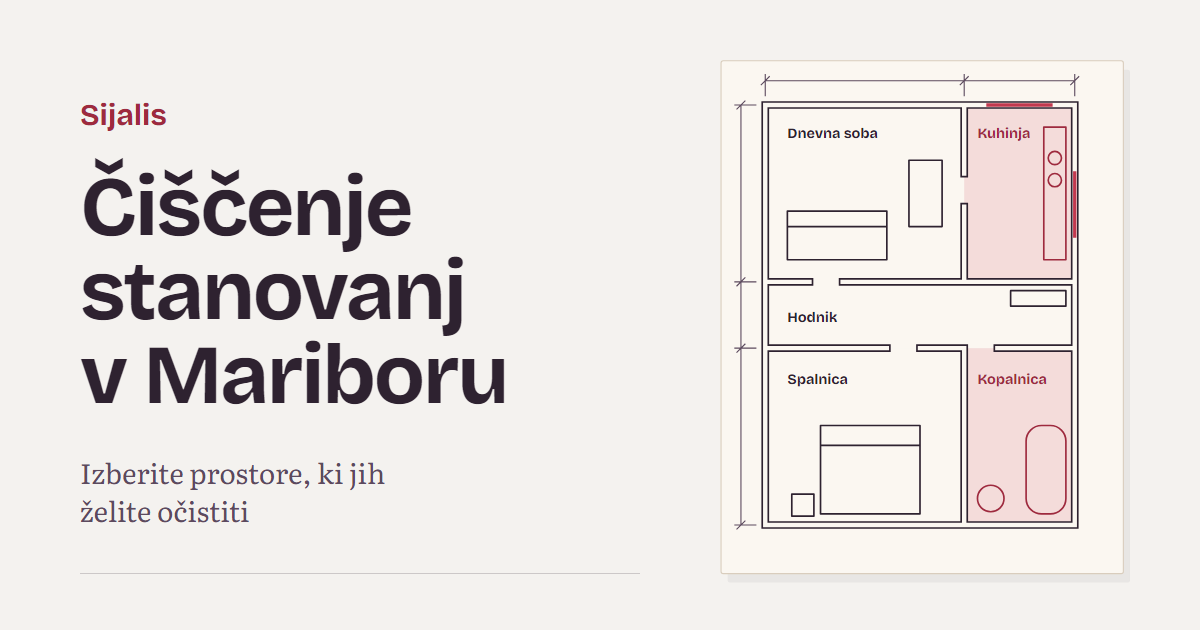 Sijalis
Čiščenje
stanovanj
v Mariboru
Izberite prostore, ki jih
želite očistiti
Dnevna soba
Kuhinja
Hodnik
Spalnica
Kopalnica